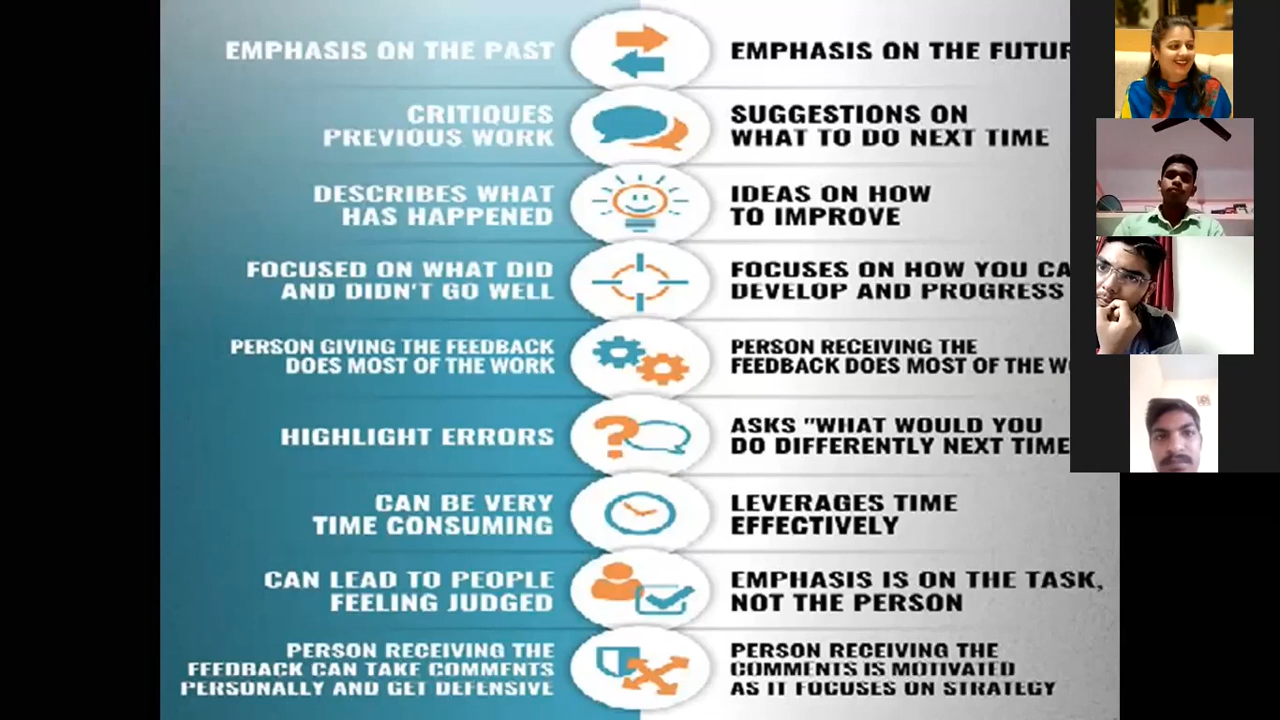 EMPHASIS ON THE PAST
EMPHASIS ON THE FUTUR
CRITIQUES
PREVIOUS WORK
SUGGESTIONS ON
WHAT TO DO NEXT TIME
DESCRIBES WHAT
HAS HAPPENED
IDEAS ON HOW
TO IMPROVE
FOCUSED ON WHAT DID
AND DIDN'T GO WELL
FOCUSES ON HOW YOU CA
DEVELOP AND PROGRESS
PERSON GIVING THE FEEDBACK
DOES MOST OF THE WORK
PERSON RECEIVING THE
FEEDBACK DOES MOST OF THE W
HIGHLIGHT ERRORS
ASKS "WHAT WOULD YOU
DO DIFFERENTLY NEXT TIME
CAN BE VERY
TIME CONSUMING
LEVERAGES TIME
EFFECTIVELY
CAN LEAD TO PEOPLE
FEELING JUDGED
EMPHASIS IS ON THE TASK,
NOT THE PERSON
PERSON RECEIVING THE
FEEDBACK CAN TAKE COMMENTS
PERSONALLY AND GET DEFENSIVE
PERSON RECEIVING THE
COMMENTS IS MOTIVATED
AS IT FOCUSES ON STRATEGY